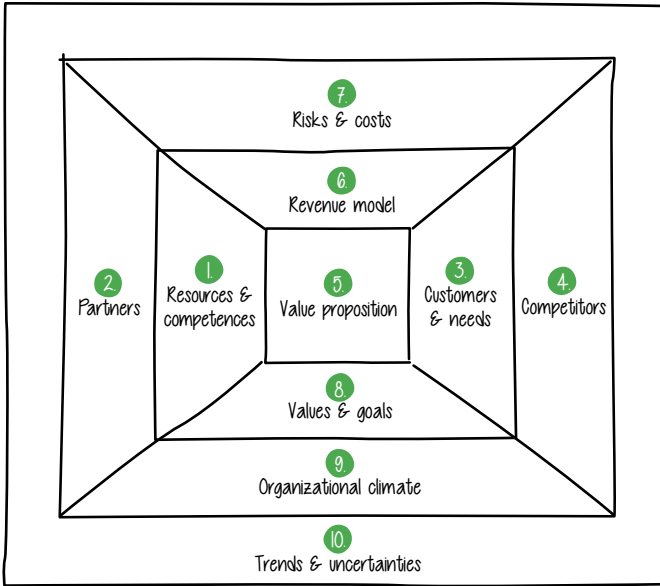 7.
Risks & costs
6.
Revenue model
2.
Partners
1.
Resources &
competences
5.
Value proposition
3.
Customers
& needs
4.
Competitors
8.
Values & goals
9.
Organizational climate
10.
Trends & uncertainties